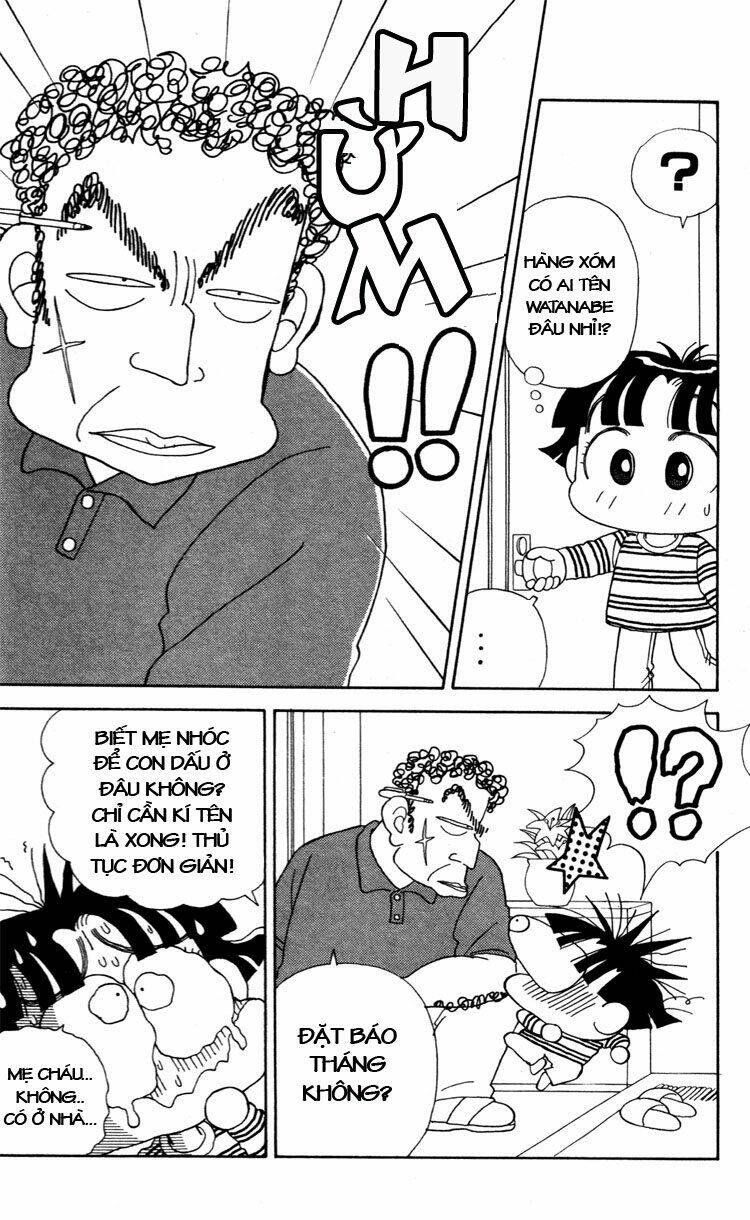 ?
HÀNG XÓM
CÓ AI TÊN
WATANABE
ĐÂU NHỈ!?
...
HỪM!!
!?
ĐẶT BÁO
THÁNG
KHÔNG?
BIẾT MẸ NHÓC
ĐỂ CON DẤU Ở
ĐÂU KHÔNG?
CHỈ CẦN KÍ TÊN
LÀ XONG! THỦ
TỤC ĐƠN GIẢN!
MẸ CHÁU...
KHÔNG..
CÓ Ở NHÀ...